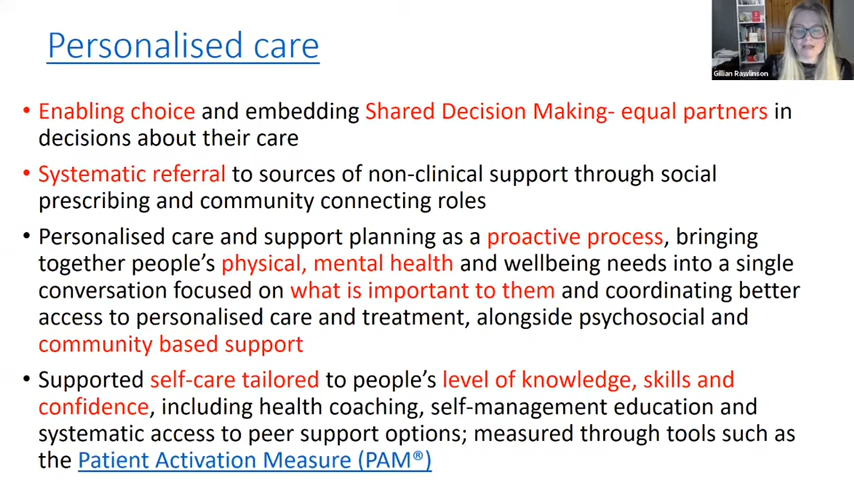 Personalised care
Gillian Rawlinson
• Enabling choice and embedding Shared Decision Making- equal partners in
decisions about their care
• Systematic referral to sources of non-clinical support through social
prescribing and community connecting roles
• Personalised care and support planning as a proactive process, bringing
together people's physical, mental health and wellbeing needs into a single
conversation focused on what is important to them and coordinating better
access to personalised care and treatment, alongside psychosocial and
community based support
• Supported self-care tailored to people's level of knowledge, skills and
confidence, including health coaching, self-management education and
systematic access to peer support options; measured through tools such as
the Patient Activation Measure (PAM®)